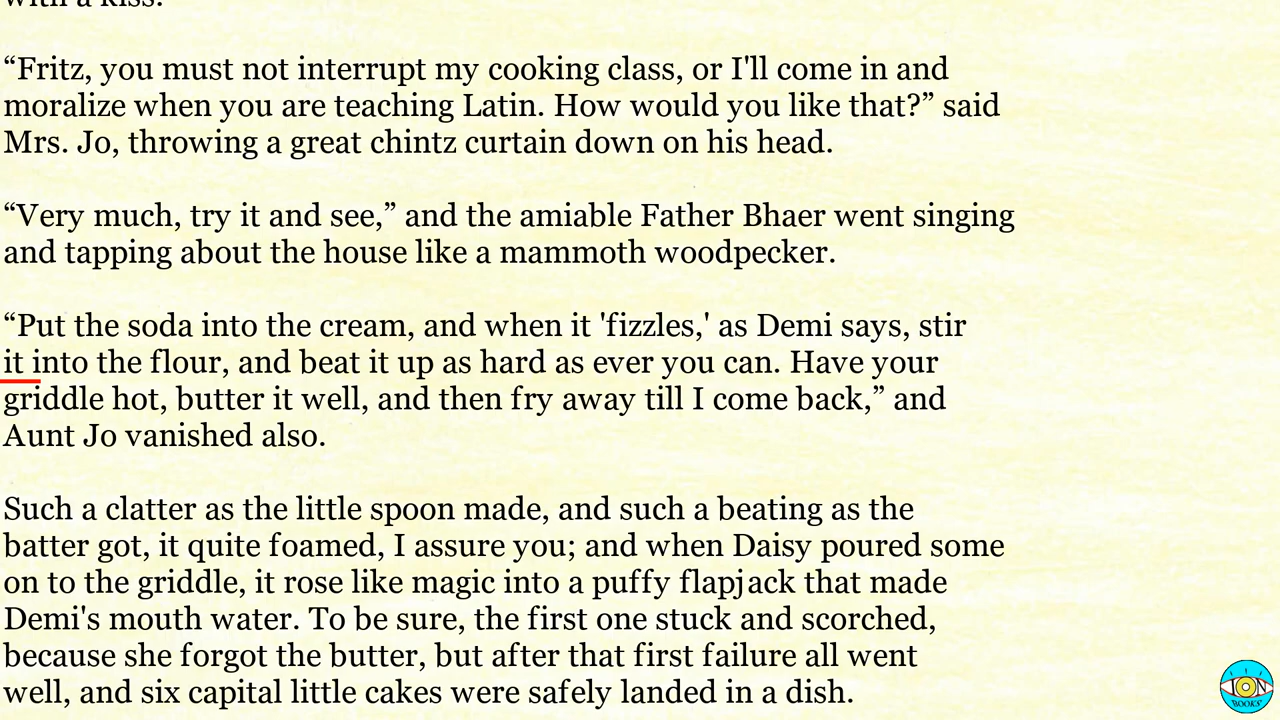 with a kiss.
“Fritz, you must not interrupt my cooking class, or I'll come in and
moralize when you are teaching Latin. How would you like that?” said
Mrs. Jo, throwing a great chintz curtain down on his head.
“Very much, try it and see,” and the amiable Father Bhaer went singing
and tapping about the house like a mammoth woodpecker.
“Put the soda into the cream, and when it 'fizzles,' as Demi says, stir
it into the flour, and beat it up as hard as ever you can. Have your
griddle hot, butter it well, and then fry away till I come back,” and
Aunt Jo vanished also.
Such a clatter as the little spoon made, and such a beating as the
batter got, it quite foamed, I assure you; and when Daisy poured some
on to the griddle, it rose like magic into a puffy flapjack that made
Demi's mouth water. To be sure, the first one stuck and scorched,
because she forgot the butter, but after that first failure all went
well, and six capital little cakes were safely landed in a dish.
ION
BOOKS